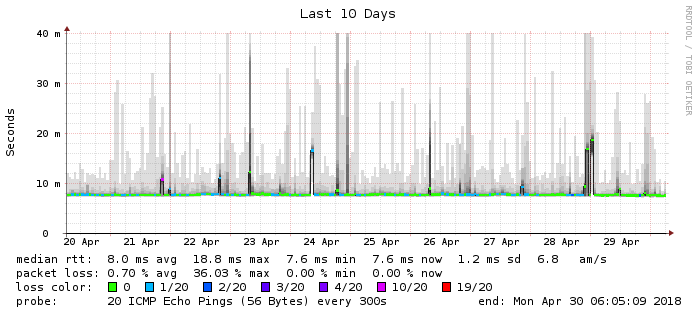 Last 10 Days
RRDTOOL / TOBI OETIKER
Seconds
40 m
30 m
20 m
10 m
0
20 Apr 21 Apr 22 Apr 23 Apr 24 Apr 25 Apr 26 Apr 27 Apr 28 Apr 29 Apr
median rtt: 8.0 ms avg 18.8 ms max 7.6 ms min 7.6 ms now 1.2 ms sd 6.8 am/s
packet loss: 0.70 % avg 36.03 % max 0.00 % min 0.00 % now
loss color: 0 1/20 2/20 3/20 4/20 10/20 19/20
probe: 20 ICMP Echo Pings (56 Bytes) every 300s end: Mon Apr 30 06:05:09 2018